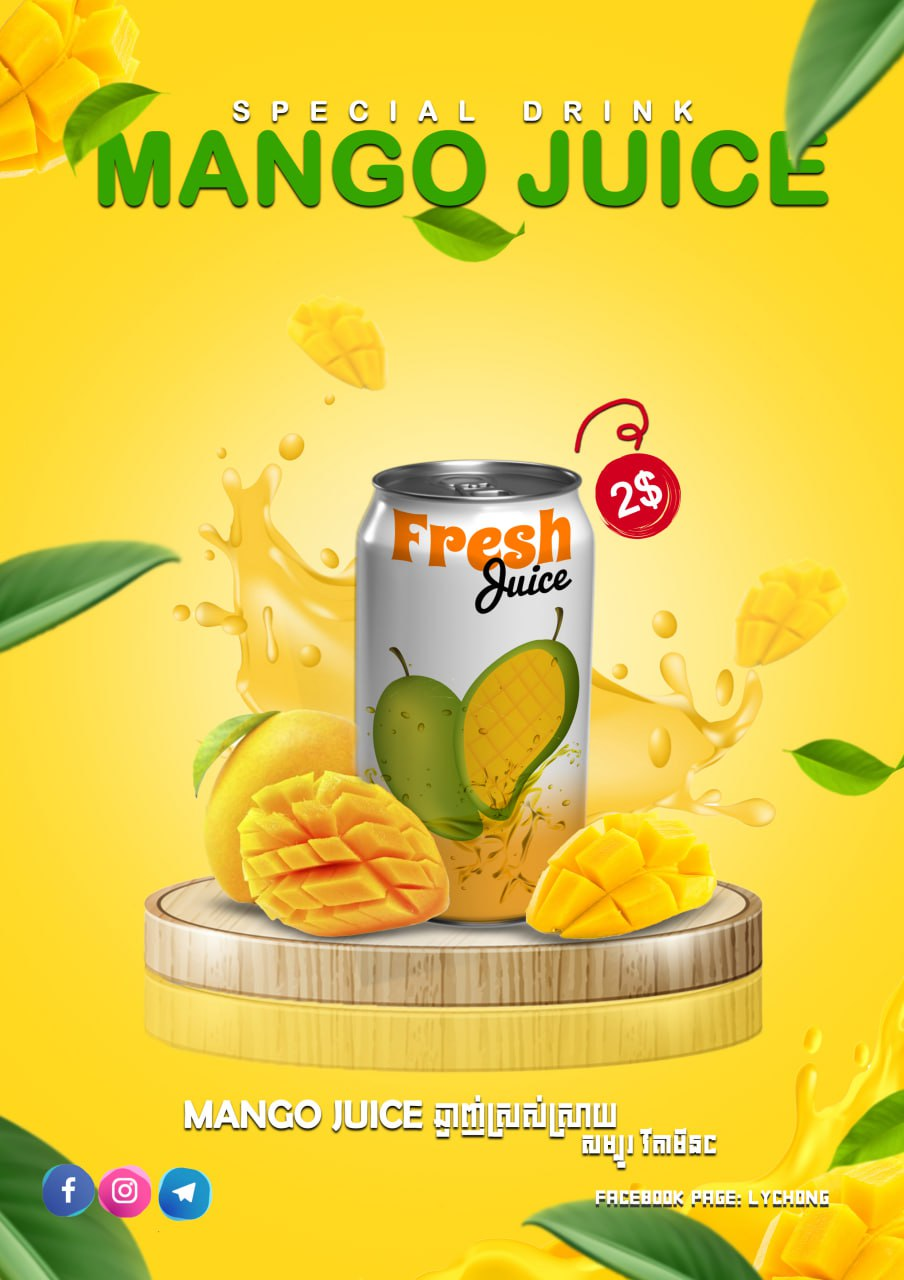 SPECIAL DRINK
MANGO JUICE
2$
Fresh
Juice
MANGO JUICE ឆ្ងាញ់ស្រស់ស្រាយ
សម្បូរ វីតាមីនC
FACEBOOK PAGE: LYCHONG